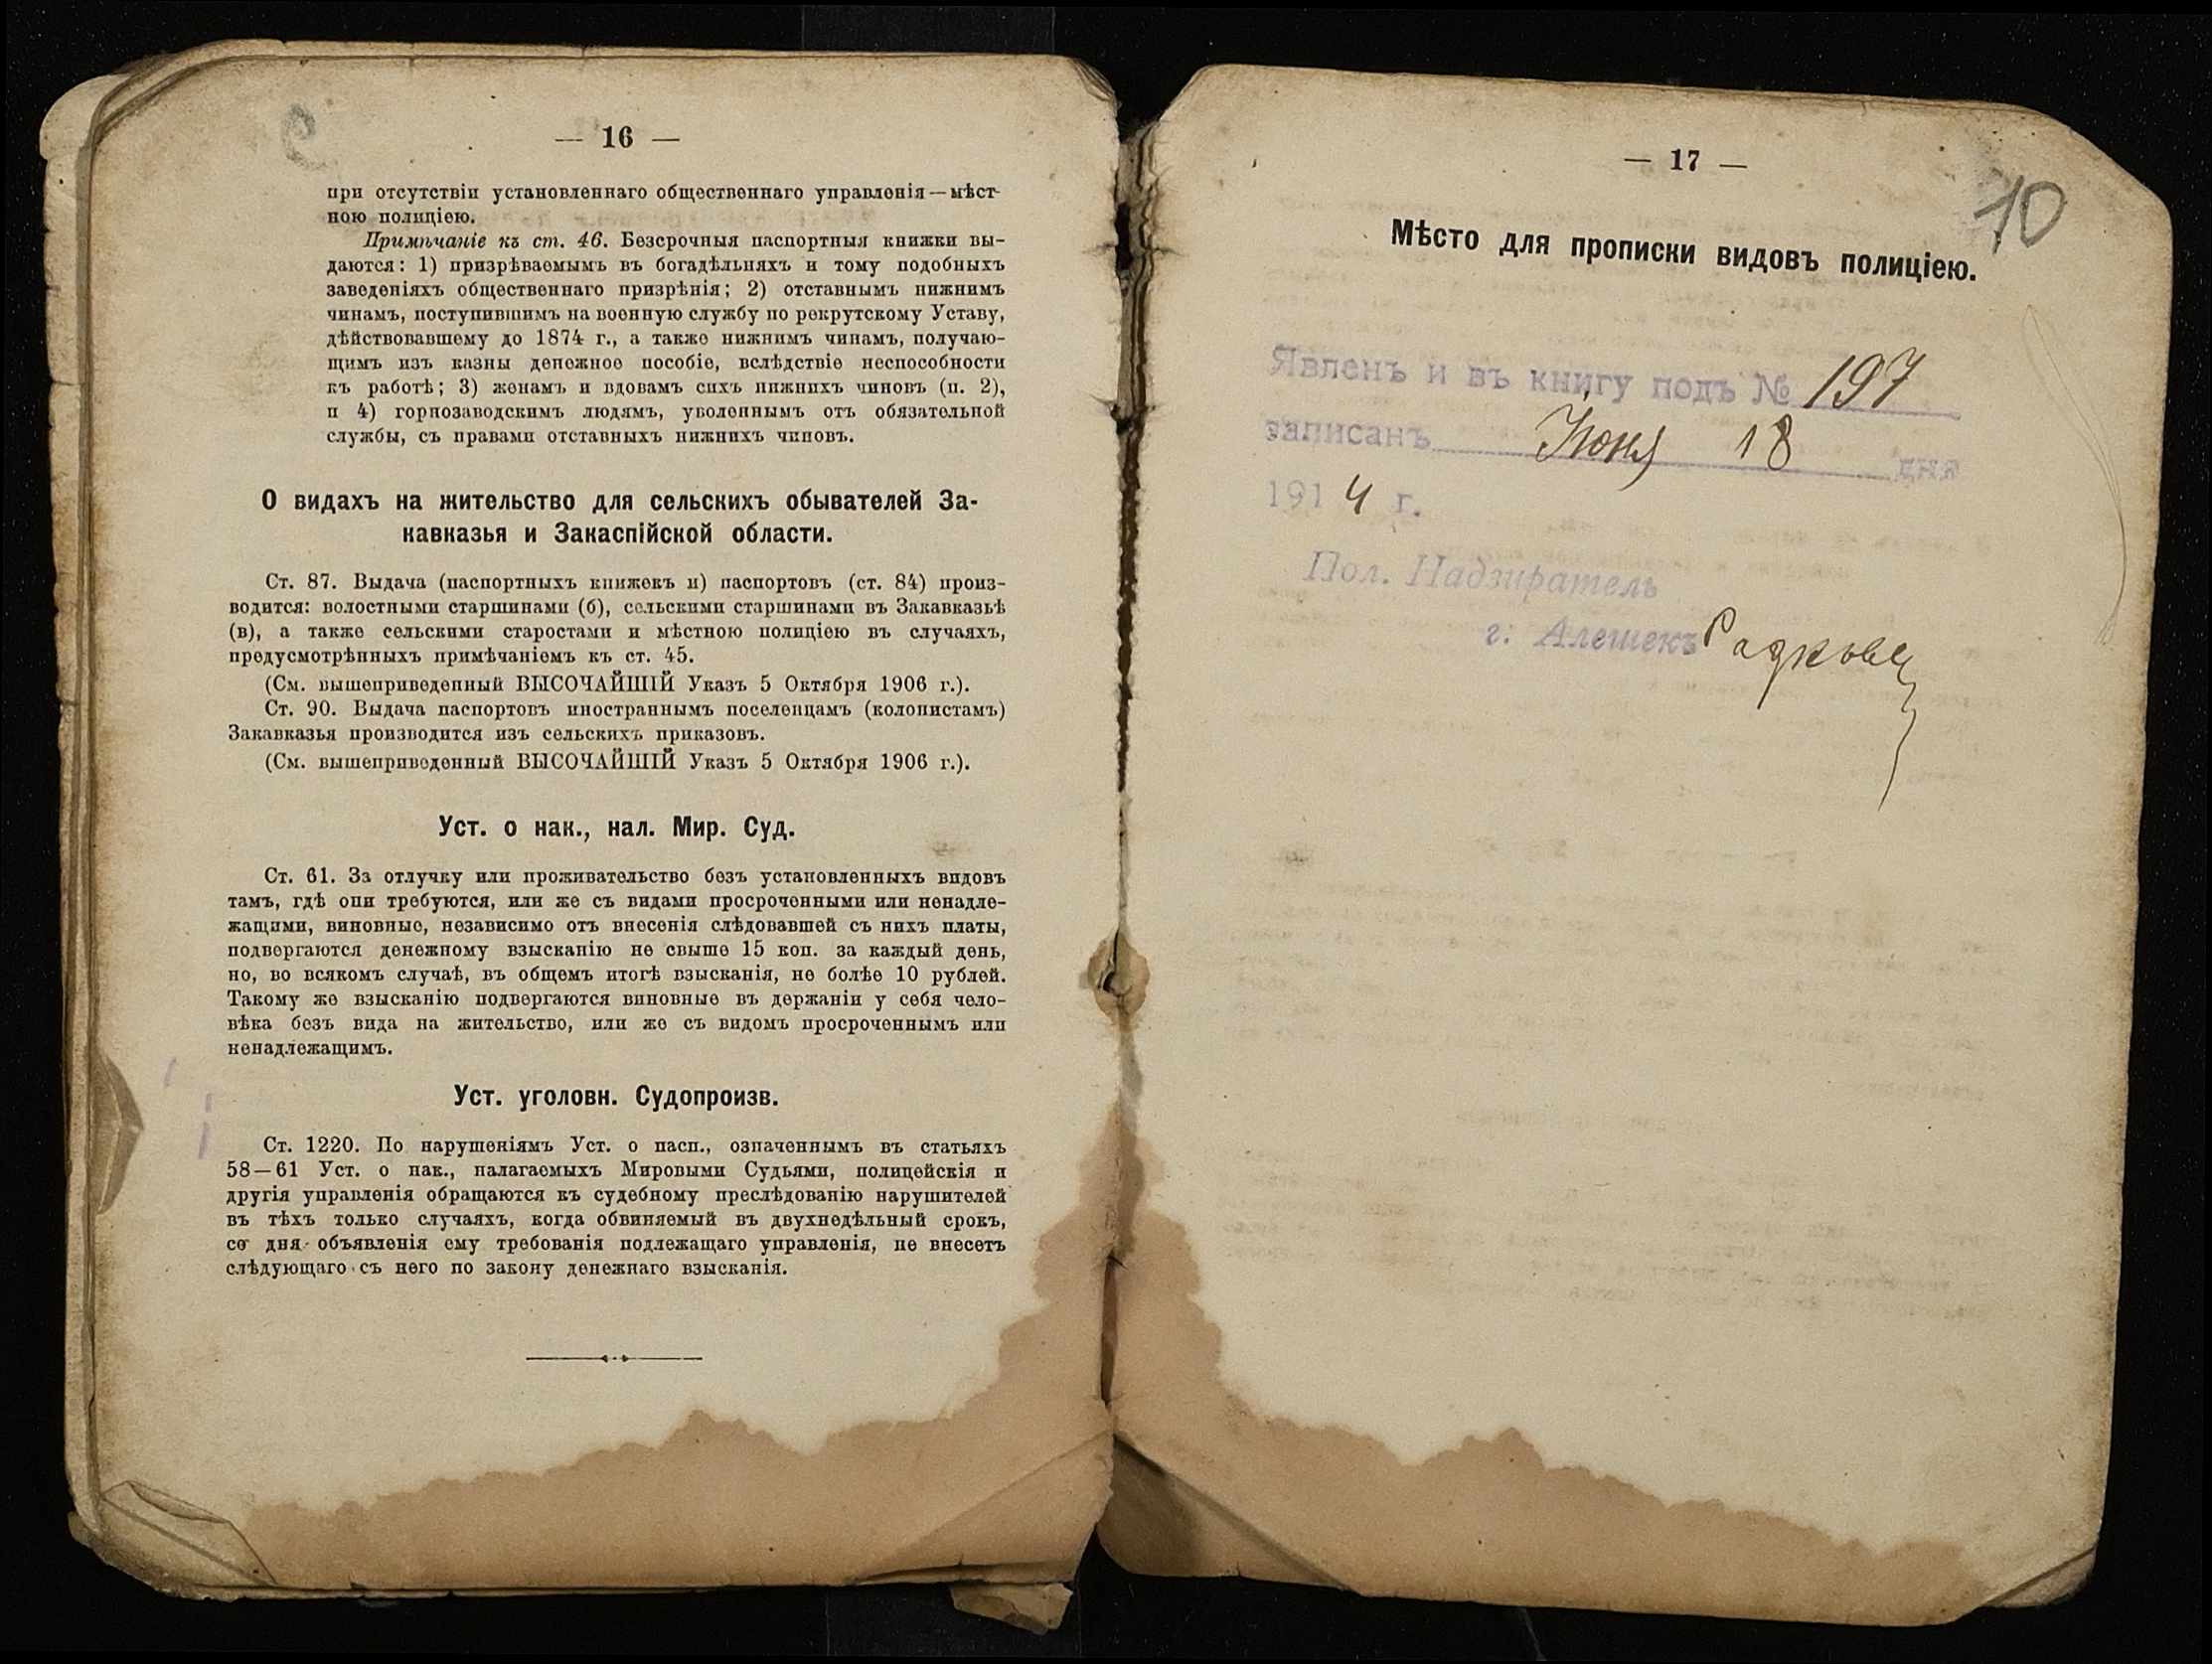 — 16 —
при отсутствіи установленнаго общественнаго управленія — мѣст-
ною полиціею.
Примѣчаніе къ ст. 46. Безсрочныя паспортныя книжки вы-
даются: 1) призрѣваемымъ въ богадѣльняхъ и тому подобныхъ
заведеніяхъ общественнаго призрѣнія; 2) отставнымъ нижнимъ
чинамъ, поступившимъ на военную службу по рекрутскому Уставу,
дѣйствовавшему до 1874 г., а также нижнимъ чинамъ, получаю-
щимъ изъ казны денежное пособіе, вслѣдствіе неспособности
къ работѣ; 3) женамъ и вдовамъ сихъ нижнихъ чиновъ (п. 2),
и 4) горнозаводскимъ людямъ, уволеннымъ отъ обязательной
службы, съ правами отставныхъ нижнихъ чиновъ.
О видахъ на жительство для сельскихъ обывателей За-
кавказья и Закаспійской области.
Ст. 87. Выдача (паспортныхъ книжекъ и) паспортовъ (ст. 84) произ-
водится: волостными старшинами (б), сельскими старшинами въ Закавказьѣ
(в), а также сельскими старостами и мѣстною полиціею въ случаяхъ,
предусмотрѣнныхъ примѣчаніемъ къ ст. 45.
(См. вышеприведенный ВЫСОЧАЙШІЙ Указъ 5 Октября 1906 г.).
Ст. 90. Выдача паспортовъ иностраннымъ поселенцамъ (колонистамъ)
Закавказья производится изъ сельскихъ приказовъ.
(См. вышеприведенный ВЫСОЧАЙШІЙ Указъ 5 Октября 1906 г.).
Уст. о нак., нал. Мир. Суд.
Ст. 61. За отлучку или проживательство безъ установленныхъ видовъ
тамъ, гдѣ они требуются, или же съ видами просроченными или ненадле-
жащими, виновные, независимо отъ внесенія слѣдовавшей съ нихъ платы,
подвергаются денежному взысканію не свыше 15 коп. за каждый день,
но, во всякомъ случаѣ, въ общемъ итогѣ взысканія, не болѣе 10 рублей.
Такому же взысканію подвергаются виновные въ держаніи у себя чело-
вѣка безъ вида на жительство, или же съ видомъ просроченнымъ или
ненадлежащимъ.
Уст. уголовн. Судопроизв.
Ст. 1220. По нарушеніямъ Уст. о пасп., означеннымъ въ статьяхъ
58—61 Уст. о нак., налагаемыхъ Мировыми Судьями, полицейскія и
другія управленія обращаются къ судебному преслѣдованію нарушителей
въ тѣхъ только случаяхъ, когда обвиняемый въ двухнедѣльный срокъ,
со дня объявленія ему требованія подлежащаго управленія, не внесетъ
слѣдующаго съ него по закону денежнаго взысканія.
— 17 —
10
Мѣсто для прописки видовъ полиціею.
Явленъ и въ книгу подъ № 197
записанъ Июня 18 дня
1914 г.
Пол. Надзиратель
г. Алешекъ